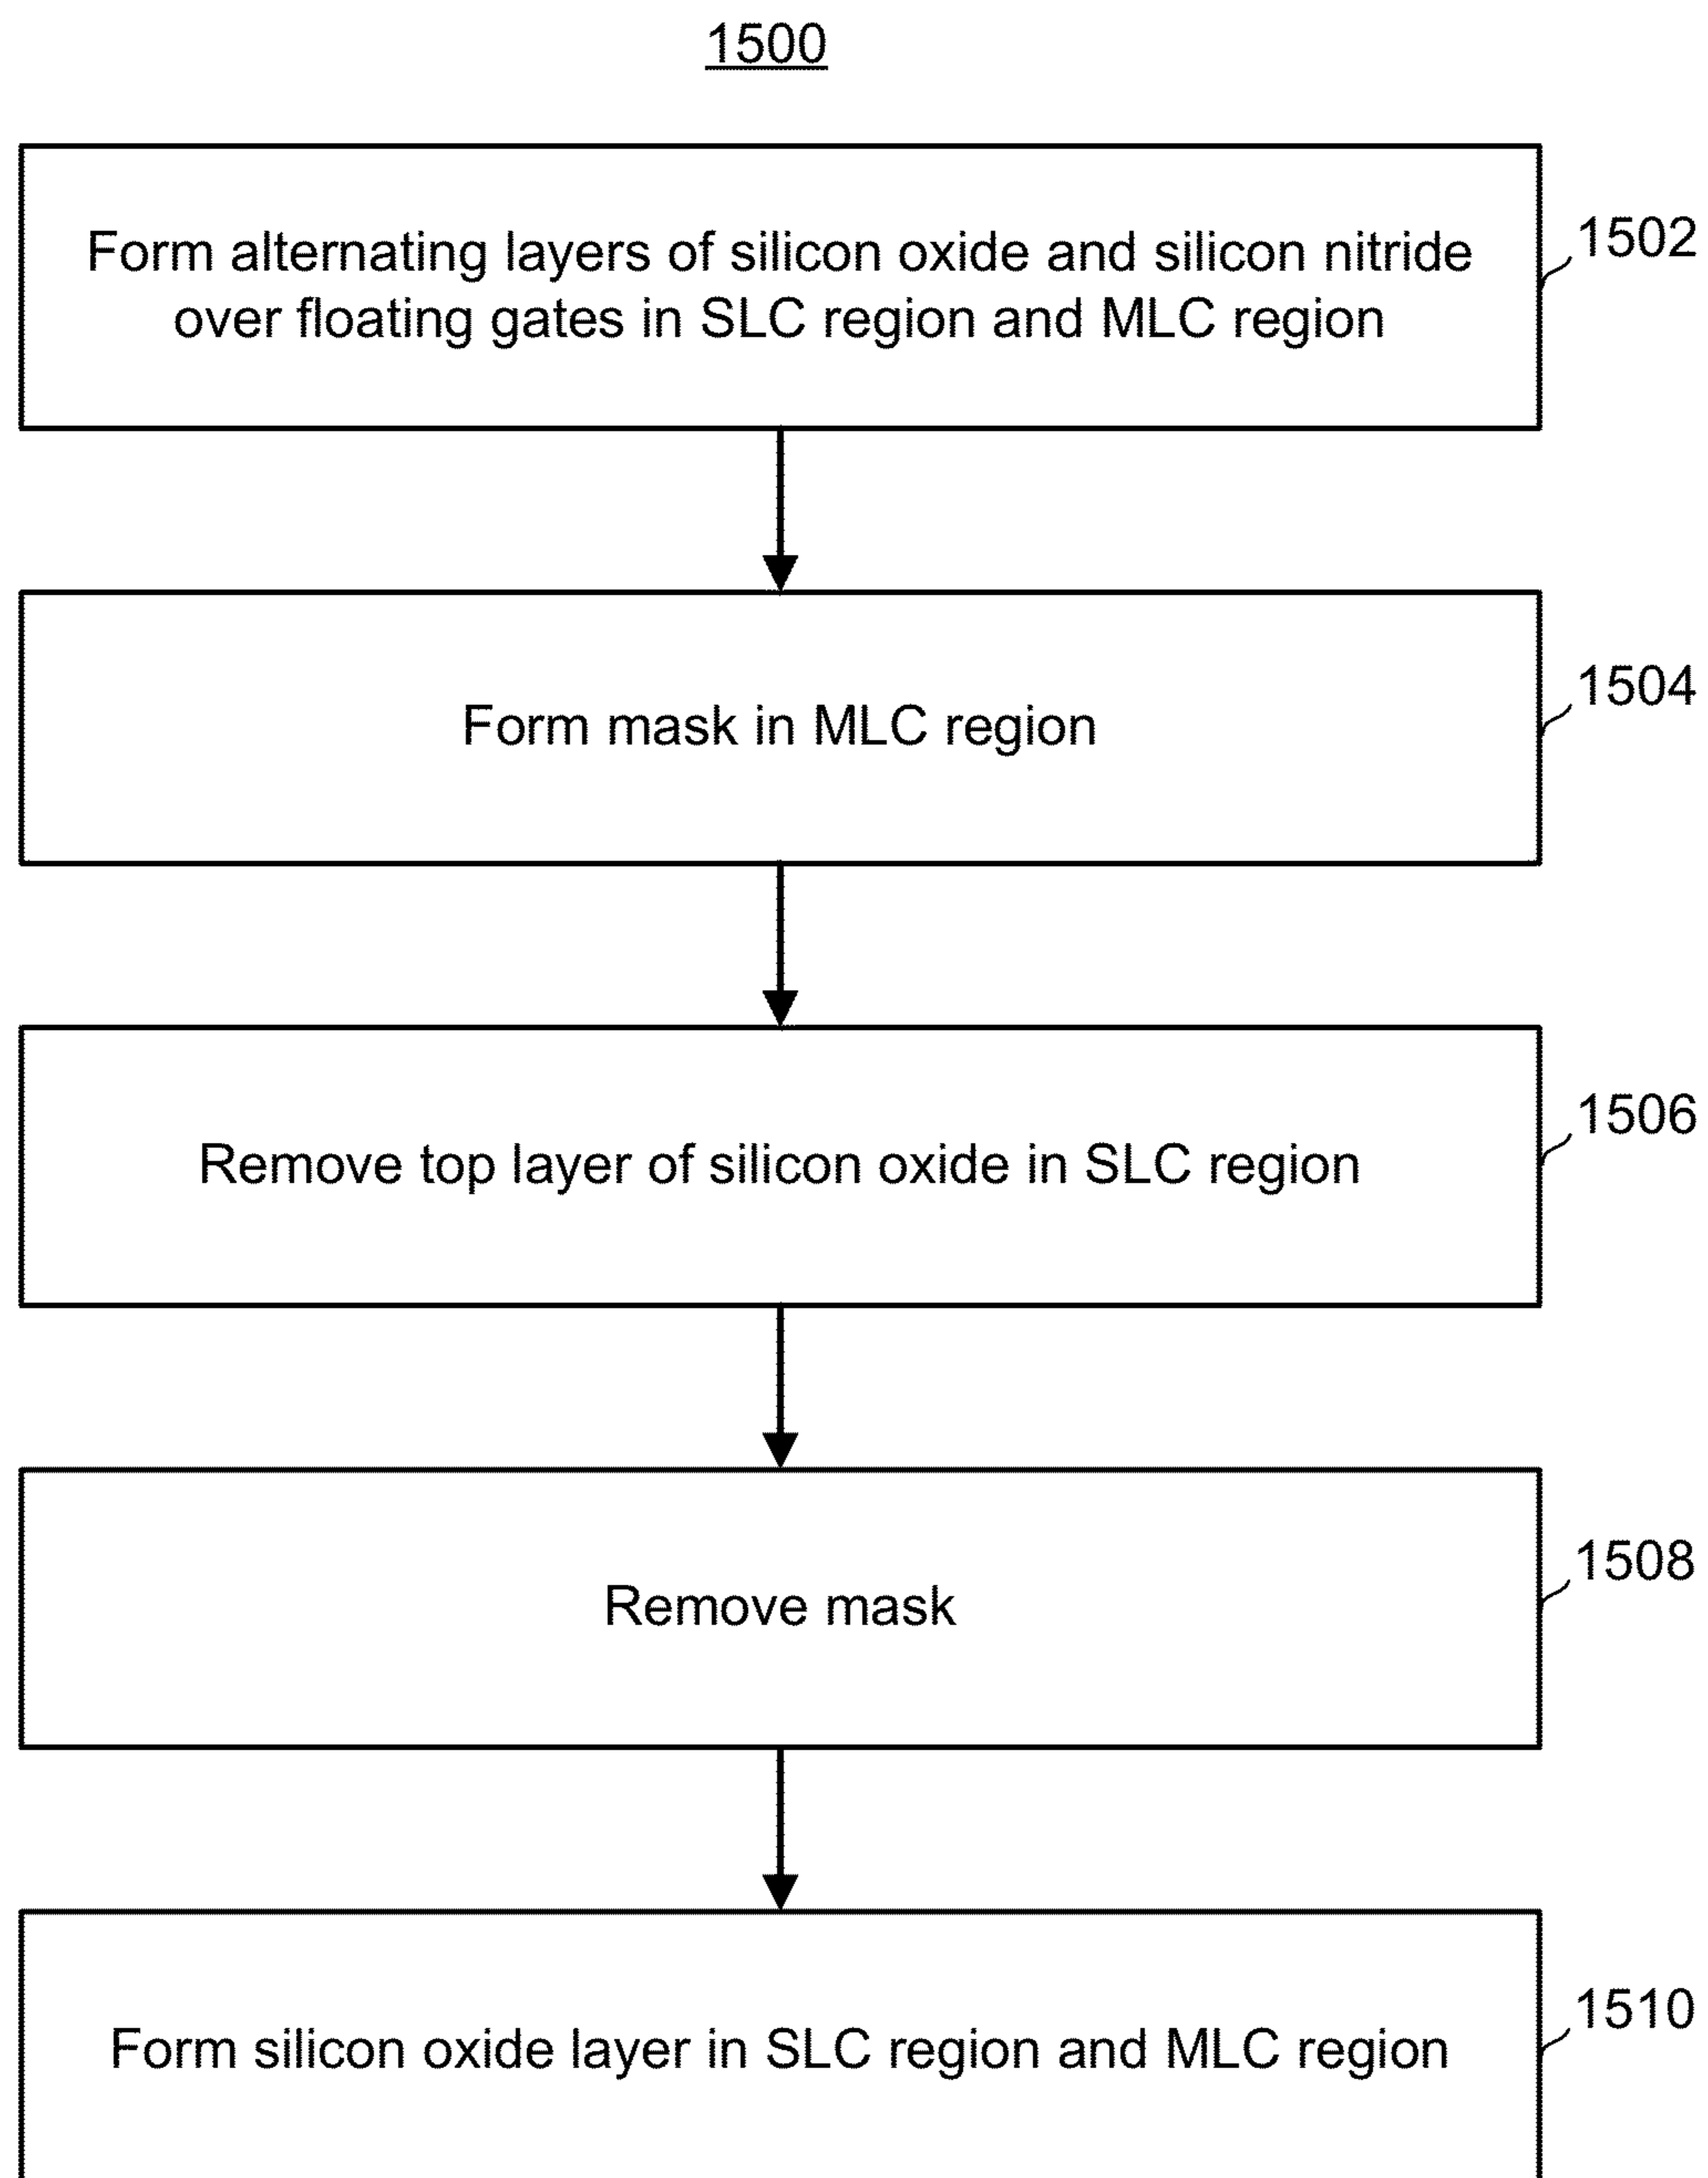 1500
Form alternating layers of silicon oxide and silicon nitride
over floating gates in SLC region and MLC region
1502
Form mask in MLC region
1504
Remove top layer of silicon oxide in SLC region
1506
Remove mask
1508
Form silicon oxide layer in SLC region and MLC region
1510